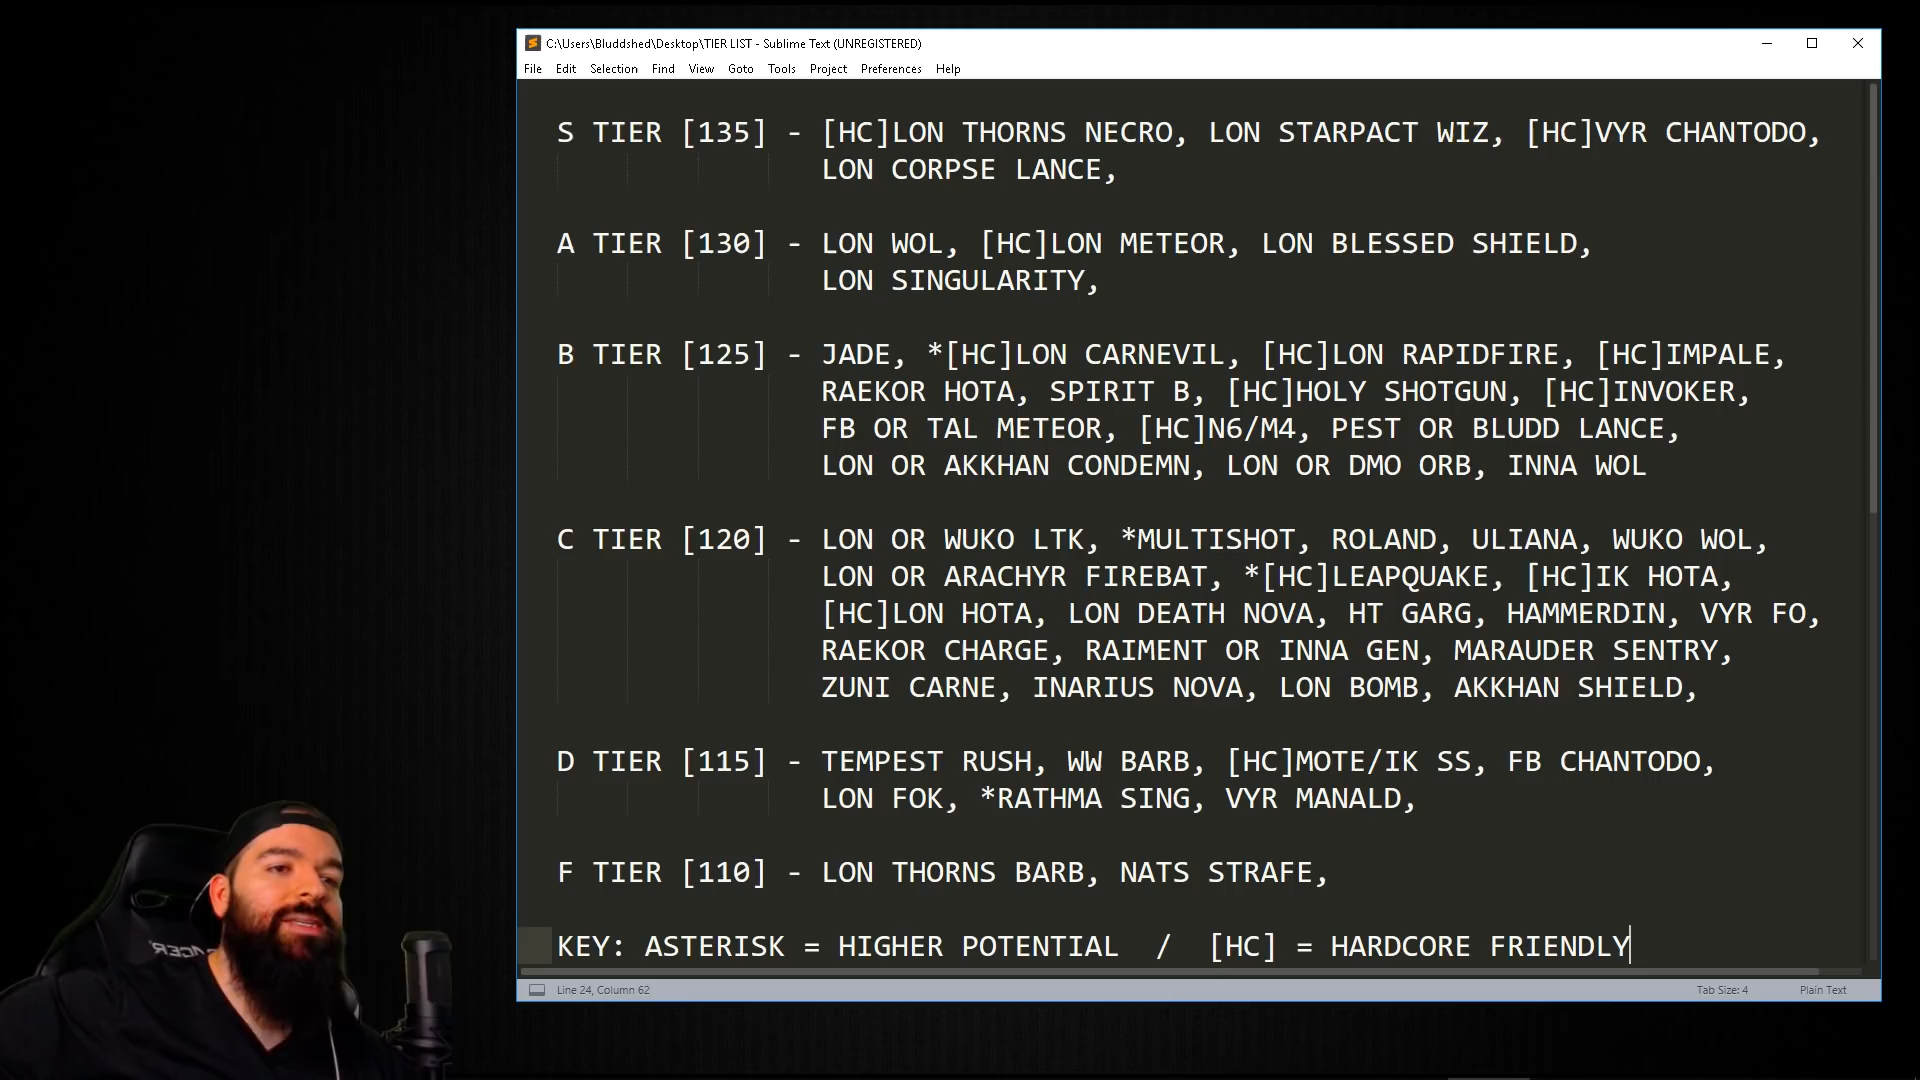 C:\Users\Bluddshed\Desktop\TIER LIST - Sublime Text (UNREGISTERED)
File Edit Selection Find View Goto Tools Project Preferences Help
S TIER [135] - [HC]LON THORNS NECRO, LON STARPACT WIZ, [HC]VYR CHANTODO,
LON CORPSE LANCE,
A TIER [130] - LON WOL, [HC]LON METEOR, LON BLESSED SHIELD,
LON SINGULARITY,
B TIER [125] - JADE, *[HC]LON CARNEVIL, [HC]LON RAPIDFIRE, [HC]IMPALE,
RAEKOR HOTA, SPIRIT B, [HC]HOLY SHOTGUN, [HC]INVOKER,
FB OR TAL METEOR, [HC]N6/M4, PEST OR BLUDD LANCE,
LON OR AKKHAN CONDEMN, LON OR DMO ORB, INNA WOL
C TIER [120] - LON OR WUKO LTK, *MULTISHOT, ROLAND, ULIANA, WUKO WOL,
LON OR ARACHYR FIREBAT, *[HC]LEAPQUAKE, [HC]IK HOTA,
[HC]LON HOTA, LON DEATH NOVA, HT GARG, HAMMERDIN, VYR FO,
RAEKOR CHARGE, RAIMENT OR INNA GEN, MARAUDER SENTRY,
ZUNI CARNE, INARIUS NOVA, LON BOMB, AKKHAN SHIELD,
D TIER [115] - TEMPEST RUSH, WW BARB, [HC]MOTE/IK SS, FB CHANTODO,
LON FOK, *RATHMA SING, VYR MANALD,
F TIER [110] - LON THORNS BARB, NATS STRAFE,
KEY: ASTERISK = HIGHER POTENTIAL / [HC] = HARDCORE FRIENDLY
Line 24, Column 62 Tab Size: 4 Plain Text